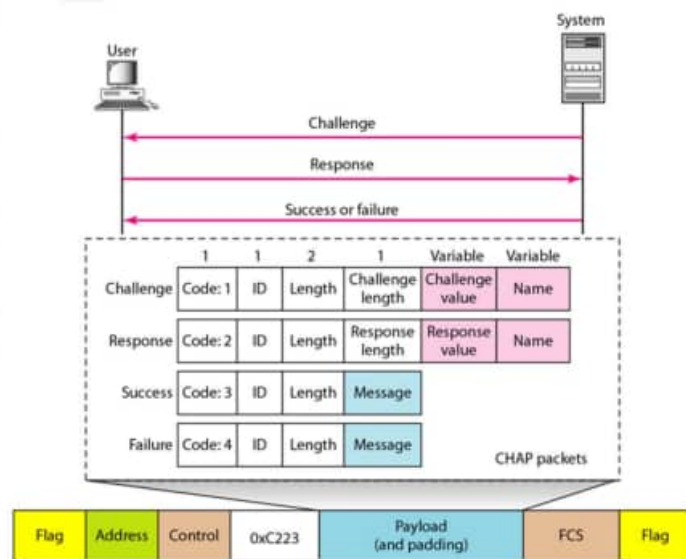 System
User
Challenge
Response
Success or failure
1 1 2 1 Variable Variable
Challenge Code: 1 ID Length Challenge length Challenge value Name
Response Code: 2 ID Length Response length Response value Name
Success Code: 3 ID Length Message
Failure Code: 4 ID Length Message
CHAP packets
Flag Address Control 0xC223 Payload (and padding) FCS Flag